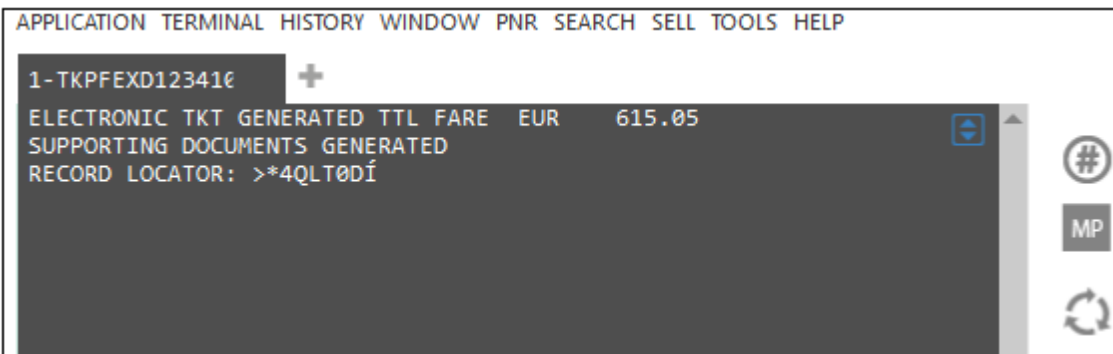 APPLICATION TERMINAL HISTORY WINDOW PNR SEARCH SELL TOOLS HELP
1-TKPFEXD123410
ELECTRONIC TKT GENERATED TTL FARE EUR 615.05
SUPPORTING DOCUMENTS GENERATED
RECORD LOCATOR: >*4QLT0DÍ
#
MP